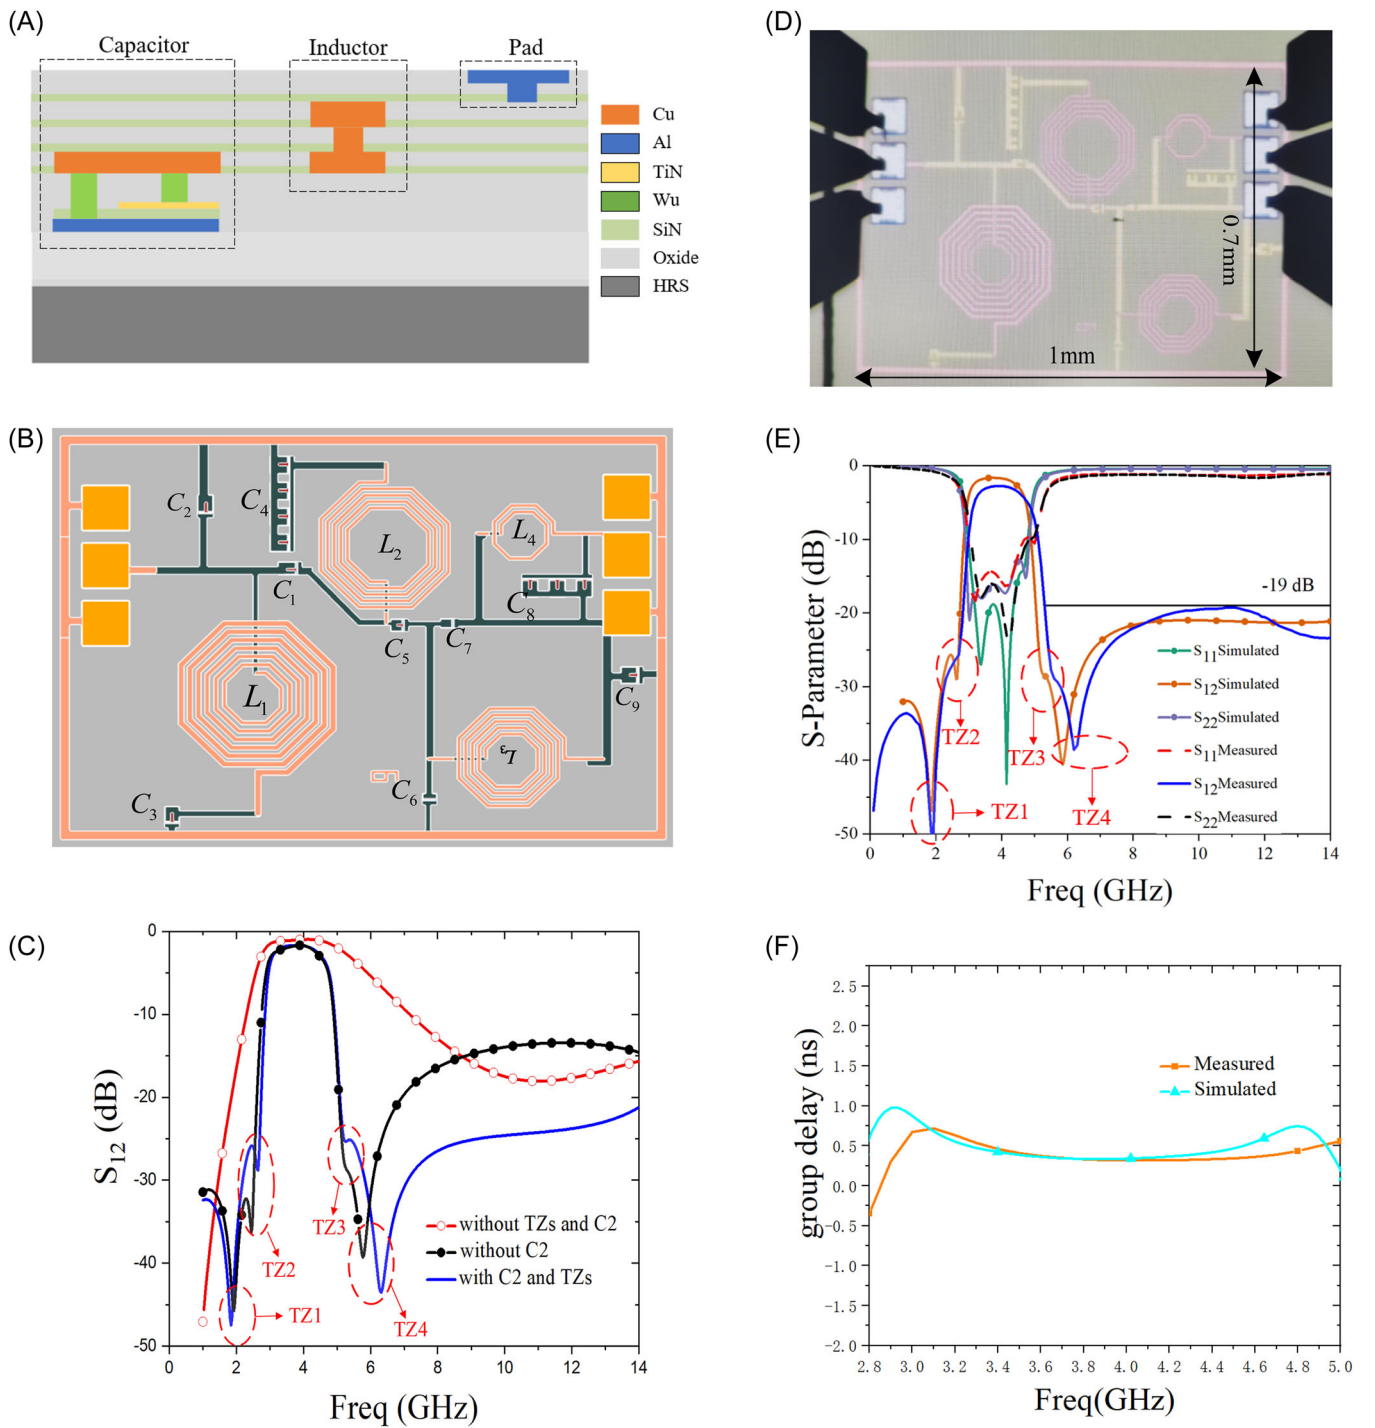 (A)
Capacitor
Inductor
Pad
Cu
Al
TiN
Wu
SiN
Oxide
HRS
(D)
0.7mm
1mm
(B)
C2
C4
L2
L4
C1
C8
C5
C7
L1
C9
L3
C6
C3
(E)
S-Parameter (dB)
0
-10
-20
-30
-40
-50
-19 dB
S11Simulated
S12Simulated
S22Simulated
S11Measured
S12Measured
S22Measured
TZ2
TZ3
TZ1
TZ4
0 2 4 6 8 10 12 14
Freq (GHz)
(C)
S12 (dB)
0
-10
-20
-30
-40
-50
TZ3
TZ2
TZ1
TZ4
without TZs and C2
without C2
with C2 and TZs
0 2 4 6 8 10 12 14
Freq (GHz)
(F)
group delay (ns)
2.5
2.0
1.5
1.0
0.5
0.0
-0.5
-1.0
-1.5
-2.0
Measured
Simulated
2.8 3.0 3.2 3.4 3.6 3.8 4.0 4.2 4.4 4.6 4.8 5.0
Freq(GHz)